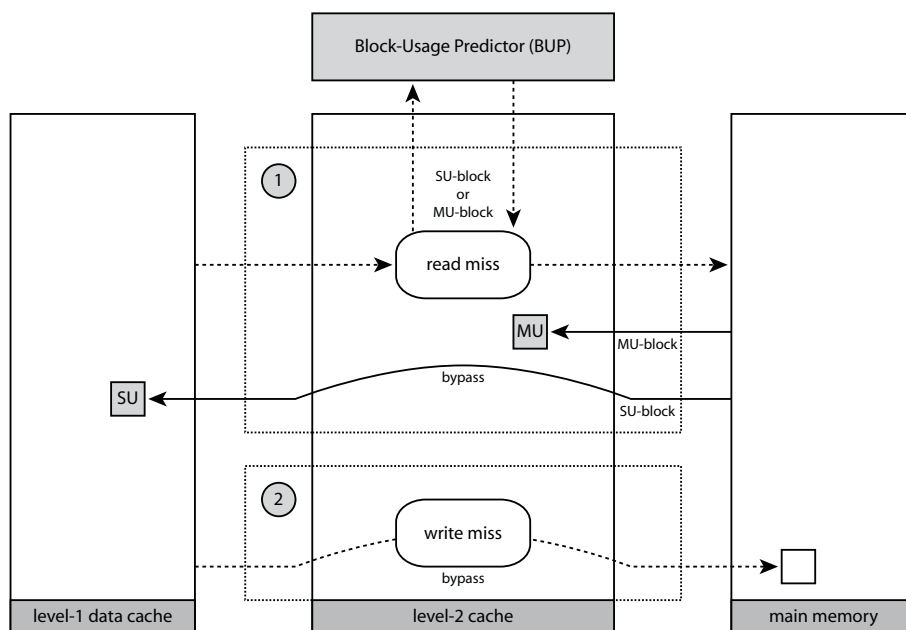 Block-Usage Predictor (BUP)
1
SU-block
or
MU-block
read miss
MU
MU-block
bypass
SU
SU-block
2
write miss
bypass
level-1 data cache
level-2 cache
main memory